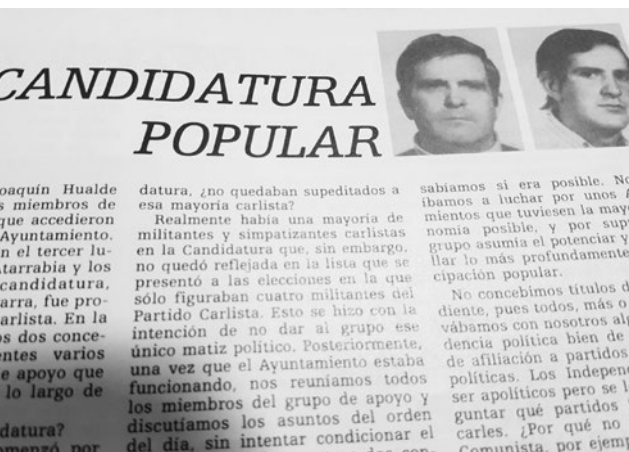 CANDIDATURA
POPULAR
Joaquín Hualde
s miembros de
que accedieron
Ayuntamiento.
n el tercer lu-
tarrabia y los
candidatura,
arra, fue pro-
arlista. En la
os dos conce-
entes varios
e apoyo que
lo largo de
datura?
omenzó por
datura, ¿no quedaban supeditados a
esa mayoría carlista?
Realmente había una mayoría de
militantes y simpatizantes carlistas
en la Candidatura que, sin embargo,
no quedó reflejada en la lista que se
presentó a las elecciones en la que
sólo figuraban cuatro militantes del
Partido Carlista. Esto se hizo con la
intención de no dar al grupo ese
único matiz político. Posteriormente,
una vez que el Ayuntamiento estaba
funcionando, nos reuníamos todos
los miembros del grupo de apoyo y
discutíamos los asuntos del orden
del día, sin intentar condicionar el
sabíamos si era posible. No
íbamos a luchar por unos A
mientos que tuviesen la may
nomía posible, y por sup
grupo asumía el potenciar y
llar lo más profundamente
cipación popular.
No concebimos títulos d
diente, pues todos, más o
vábamos con nosotros alg
dencia política bien de
de afiliación a partidos
políticas. Los Indepen
ser apolíticos pero se l
guntar qué partidos
carles. ¿Por qué no
Comunista, por ejemp